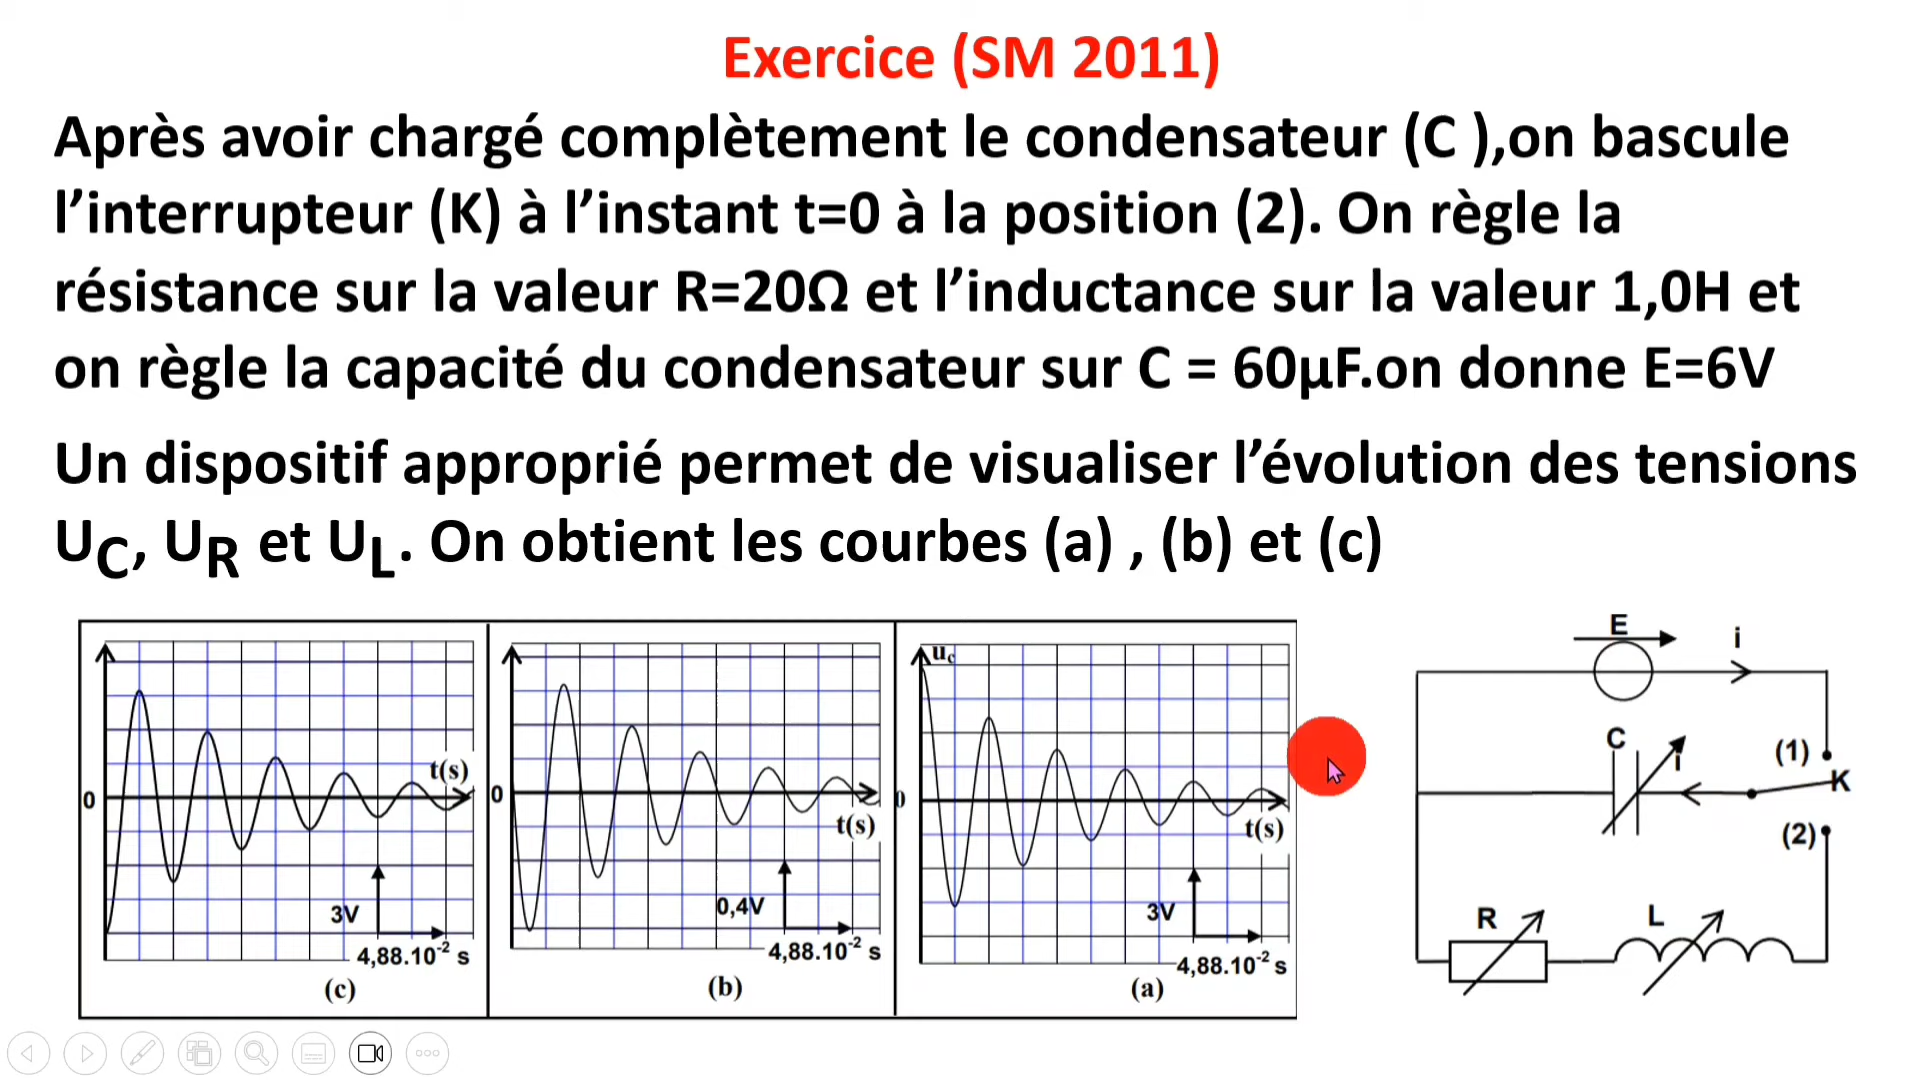 Exercice (SM 2011)
Après avoir chargé complètement le condensateur (C ),on bascule
l’interrupteur (K) à l’instant t=0 à la position (2). On règle la
résistance sur la valeur R=20Ω et l’inductance sur la valeur 1,0H et
on règle la capacité du condensateur sur C = 60µF.on donne E=6V
Un dispositif approprié permet de visualiser l’évolution des tensions
UC, UR et UL. On obtient les courbes (a) , (b) et (c)
0
t(s)
3V
4,88.10-2 s
(c)
0
t(s)
0,4V
4,88.10-2 s
(b)
uc
0
t(s)
3V
4,88.10-2 s
(a)
E
i
C
i
(1)
K
(2)
R
L